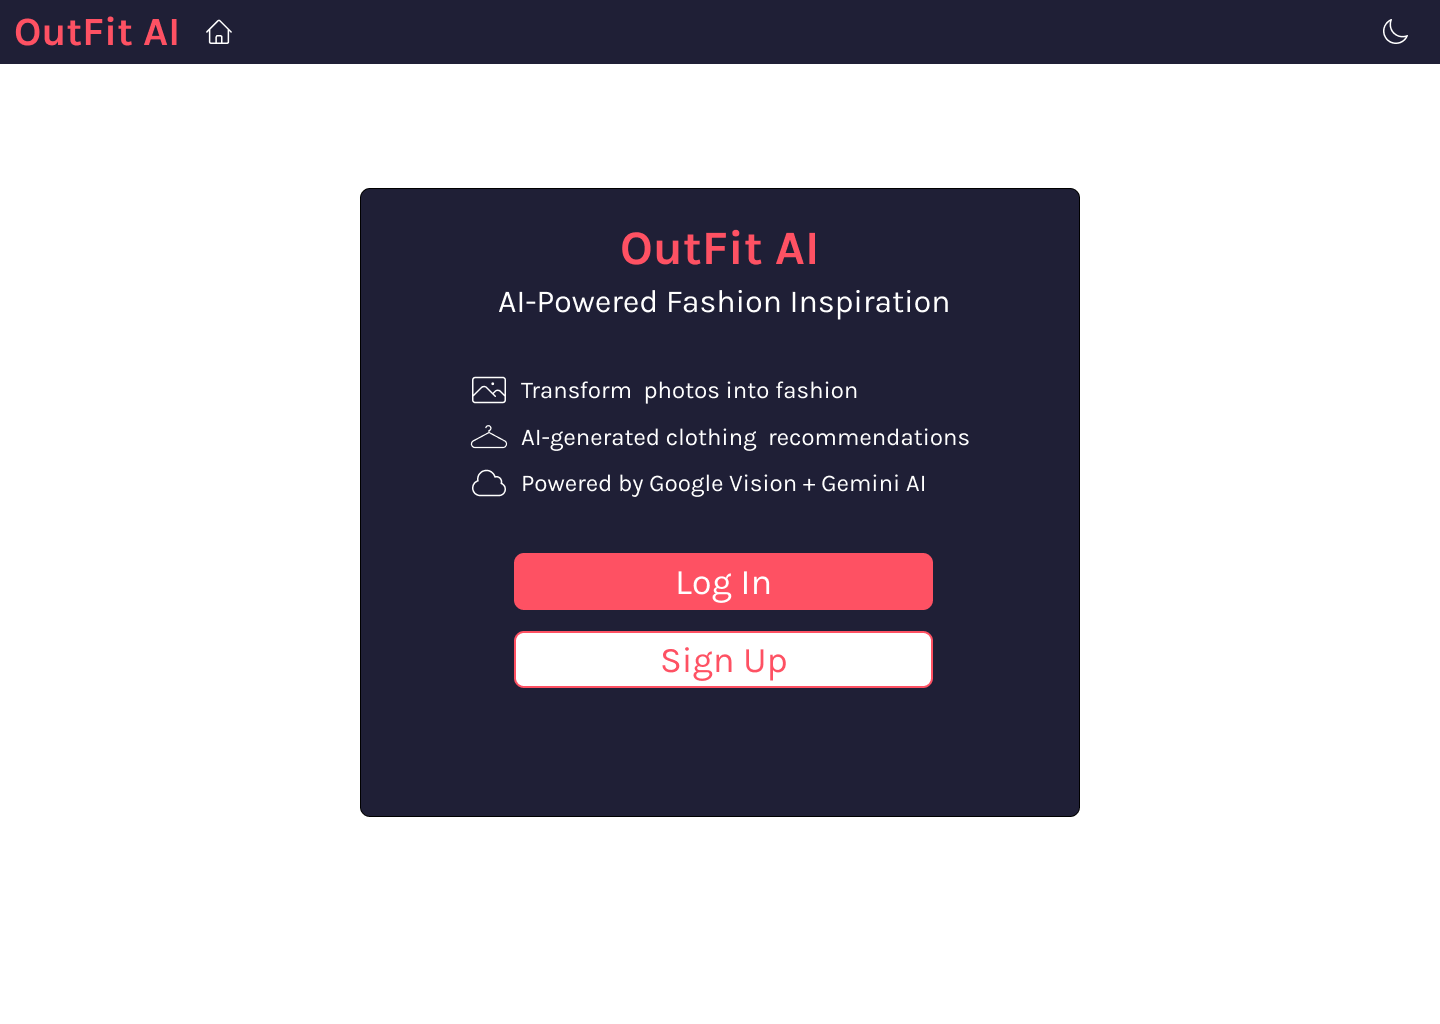 OutFit AI
OutFit AI
AI-Powered Fashion Inspiration
Transform  photos into fashion
AI-generated clothing  recommendations
Powered by Google Vision + Gemini AI
Log In
Sign Up